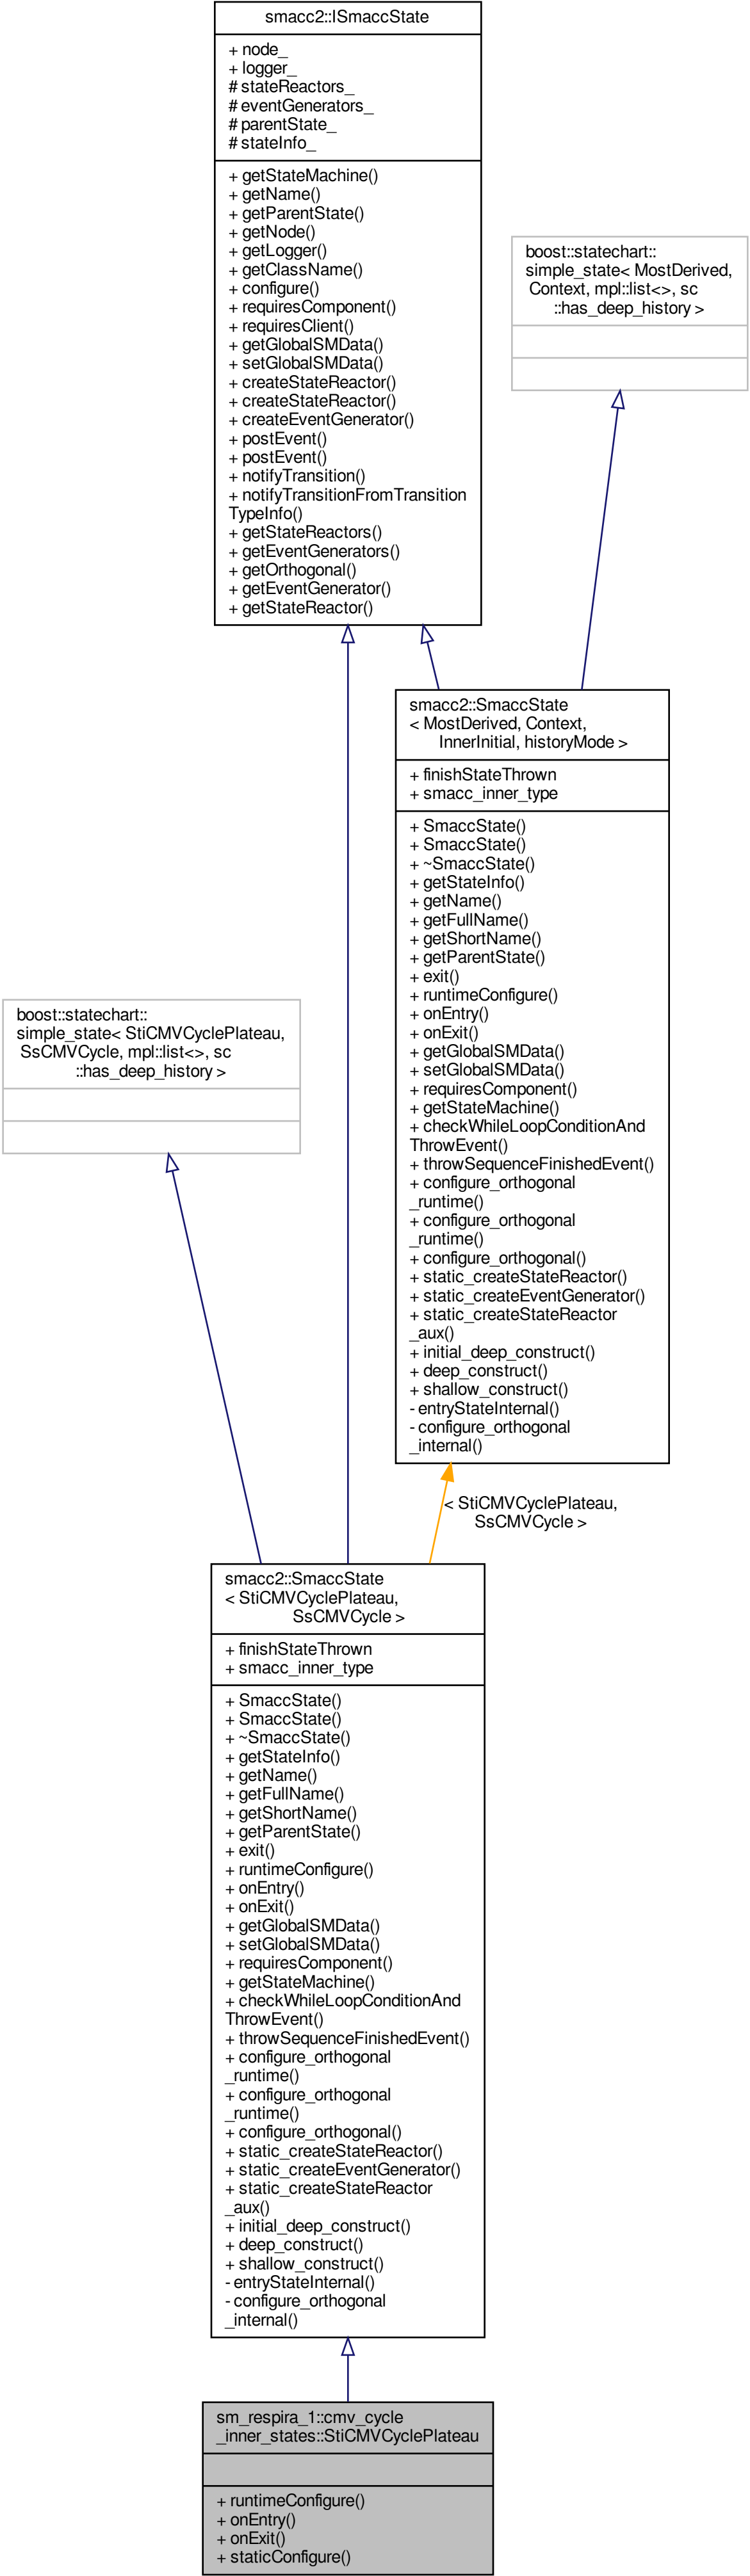 smacc2::ISmaccState
+ node_
+ logger_
# stateReactors_
# eventGenerators_
# parentState_
# stateInfo_
+ getStateMachine()
+ getName()
+ getParentState()
+ getNode()
+ getLogger()
+ getClassName()
+ configure()
+ requiresComponent()
+ requiresClient()
+ getGlobalSMData()
+ setGlobalSMData()
+ createStateReactor()
+ createStateReactor()
+ createEventGenerator()
+ postEvent()
+ postEvent()
+ notifyTransition()
+ notifyTransitionFromTransition
TypeInfo()
+ getStateReactors()
+ getEventGenerators()
+ getOrthogonal()
+ getEventGenerator()
+ getStateReactor()
boost::statechart::
simple_state< MostDerived,
Context, mpl::list<>, sc
::has_deep_history >
smacc2::SmaccState
< MostDerived, Context,
InnerInitial, historyMode >
+ finishStateThrown
+ smacc_inner_type
+ SmaccState()
+ SmaccState()
+ ~SmaccState()
+ getStateInfo()
+ getName()
+ getFullName()
+ getShortName()
+ getParentState()
+ exit()
+ runtimeConfigure()
+ onEntry()
+ onExit()
+ getGlobalSMData()
+ setGlobalSMData()
+ requiresComponent()
+ getStateMachine()
+ checkWhileLoopConditionAnd
ThrowEvent()
+ throwSequenceFinishedEvent()
+ configure_orthogonal
_runtime()
+ configure_orthogonal
_runtime()
+ configure_orthogonal()
+ static_createStateReactor()
+ static_createEventGenerator()
+ static_createStateReactor
_aux()
+ initial_deep_construct()
+ deep_construct()
+ shallow_construct()
- entryStateInternal()
- configure_orthogonal
_internal()
boost::statechart::
simple_state< StiCMVCyclePlateau,
SsCMVCycle, mpl::list<>, sc
::has_deep_history >
< StiCMVCyclePlateau,
SsCMVCycle >
smacc2::SmaccState
< StiCMVCyclePlateau,
SsCMVCycle >
+ finishStateThrown
+ smacc_inner_type
+ SmaccState()
+ SmaccState()
+ ~SmaccState()
+ getStateInfo()
+ getName()
+ getFullName()
+ getShortName()
+ getParentState()
+ exit()
+ runtimeConfigure()
+ onEntry()
+ onExit()
+ getGlobalSMData()
+ setGlobalSMData()
+ requiresComponent()
+ getStateMachine()
+ checkWhileLoopConditionAnd
ThrowEvent()
+ throwSequenceFinishedEvent()
+ configure_orthogonal
_runtime()
+ configure_orthogonal
_runtime()
+ configure_orthogonal()
+ static_createStateReactor()
+ static_createEventGenerator()
+ static_createStateReactor
_aux()
+ initial_deep_construct()
+ deep_construct()
+ shallow_construct()
- entryStateInternal()
- configure_orthogonal
_internal()
sm_respira_1::cmv_cycle
_inner_states::StiCMVCyclePlateau
+ runtimeConfigure()
+ onEntry()
+ onExit()
+ staticConfigure()